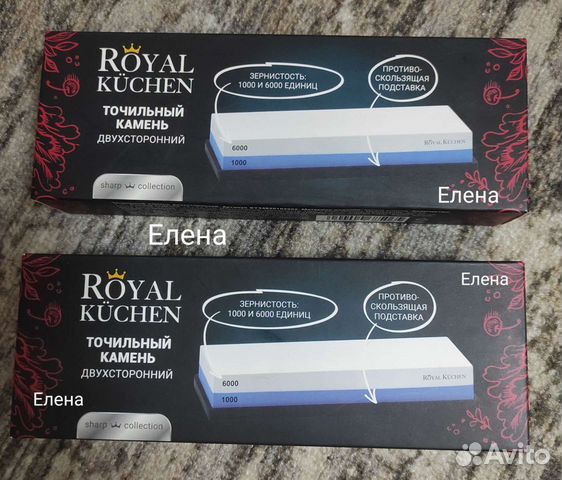 ROYAL
KÜCHEN
ТОЧИЛЬНЫЙ
КАМЕНЬ
ДВУХСТОРОННИЙ
sharp collection
ЗЕРНИСТОСТЬ:
1000 И 6000 ЕДИНИЦ
ПРОТИВО-
СКОЛЬЗЯЩАЯ
ПОДСТАВКА
6000
1000
ROYAL KÜCHEN
Елена
Елена
ROYAL
KÜCHEN
ТОЧИЛЬНЫЙ
КАМЕНЬ
ДВУХСТОРОННИЙ
Елена
sharp collection
ЗЕРНИСТОСТЬ:
1000 И 6000 ЕДИНИЦ
ПРОТИВО-
СКОЛЬЗЯЩАЯ
ПОДСТАВКА
Елена
6000
1000
ROYAL KÜCHEN
Avito